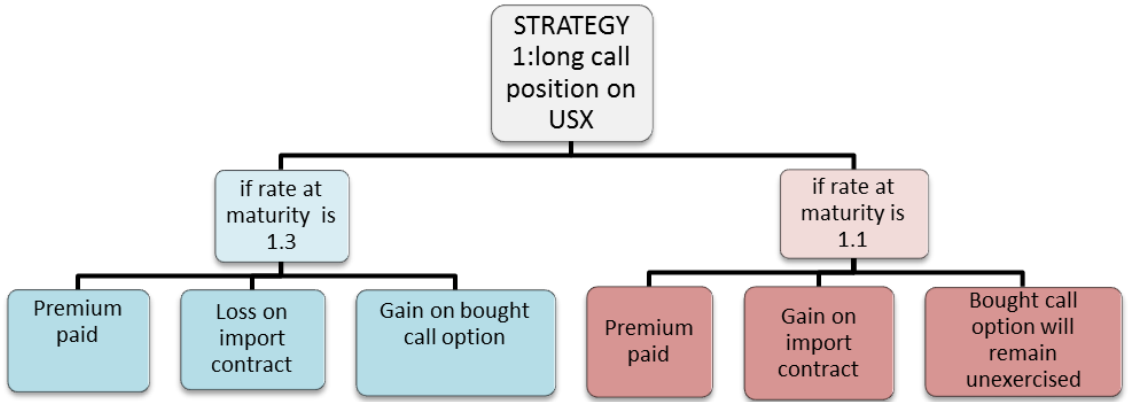 STRATEGY
1:long call
position on
USX
if rate at
maturity is
1.3
if rate at
maturity is
1.1
Premium
paid
Loss on
import
contract
Gain on bought
call option
Premium
paid
Gain on
import
contract
Bought call
option will
remain
unexercised